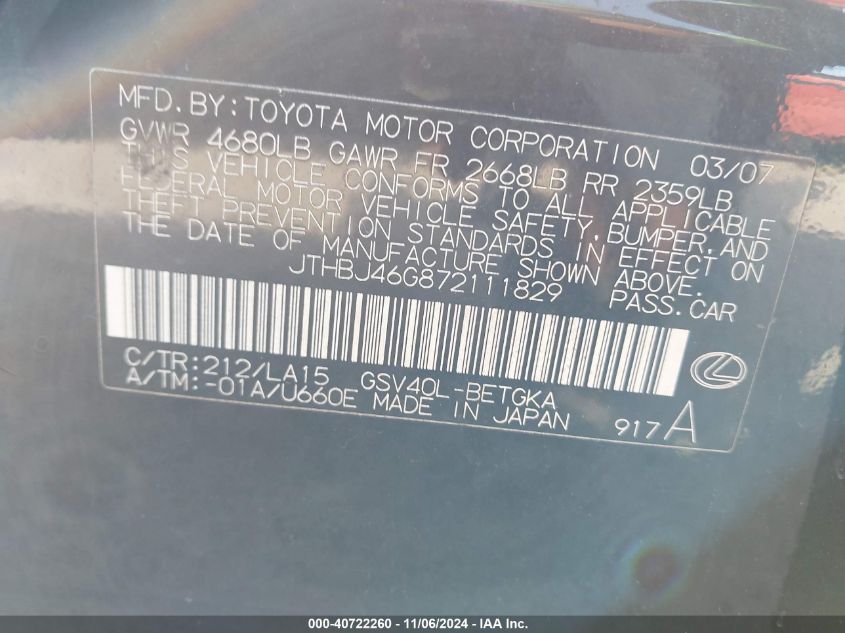 MFD. BY: TOYOTA MOTOR CORPORATION 03/07
GVWR 4680LB GAWR FR 2668LB RR 2359LB
THIS VEHICLE CONFORMS TO ALL APPLICABLE
FEDERAL MOTOR VEHICLE SAFETY, BUMPER, AND
THEFT PREVENTION STANDARDS IN EFFECT ON
THE DATE OF MANUFACTURE SHOWN ABOVE.
JTHBJ46G872111829 PASS. CAR
C/TR: 212/LA15 GSV40L-BETGKA
A/TM: -01A/U660E MADE IN JAPAN 917A
000-40722260 - 11/06/2024 - IAA, Inc.